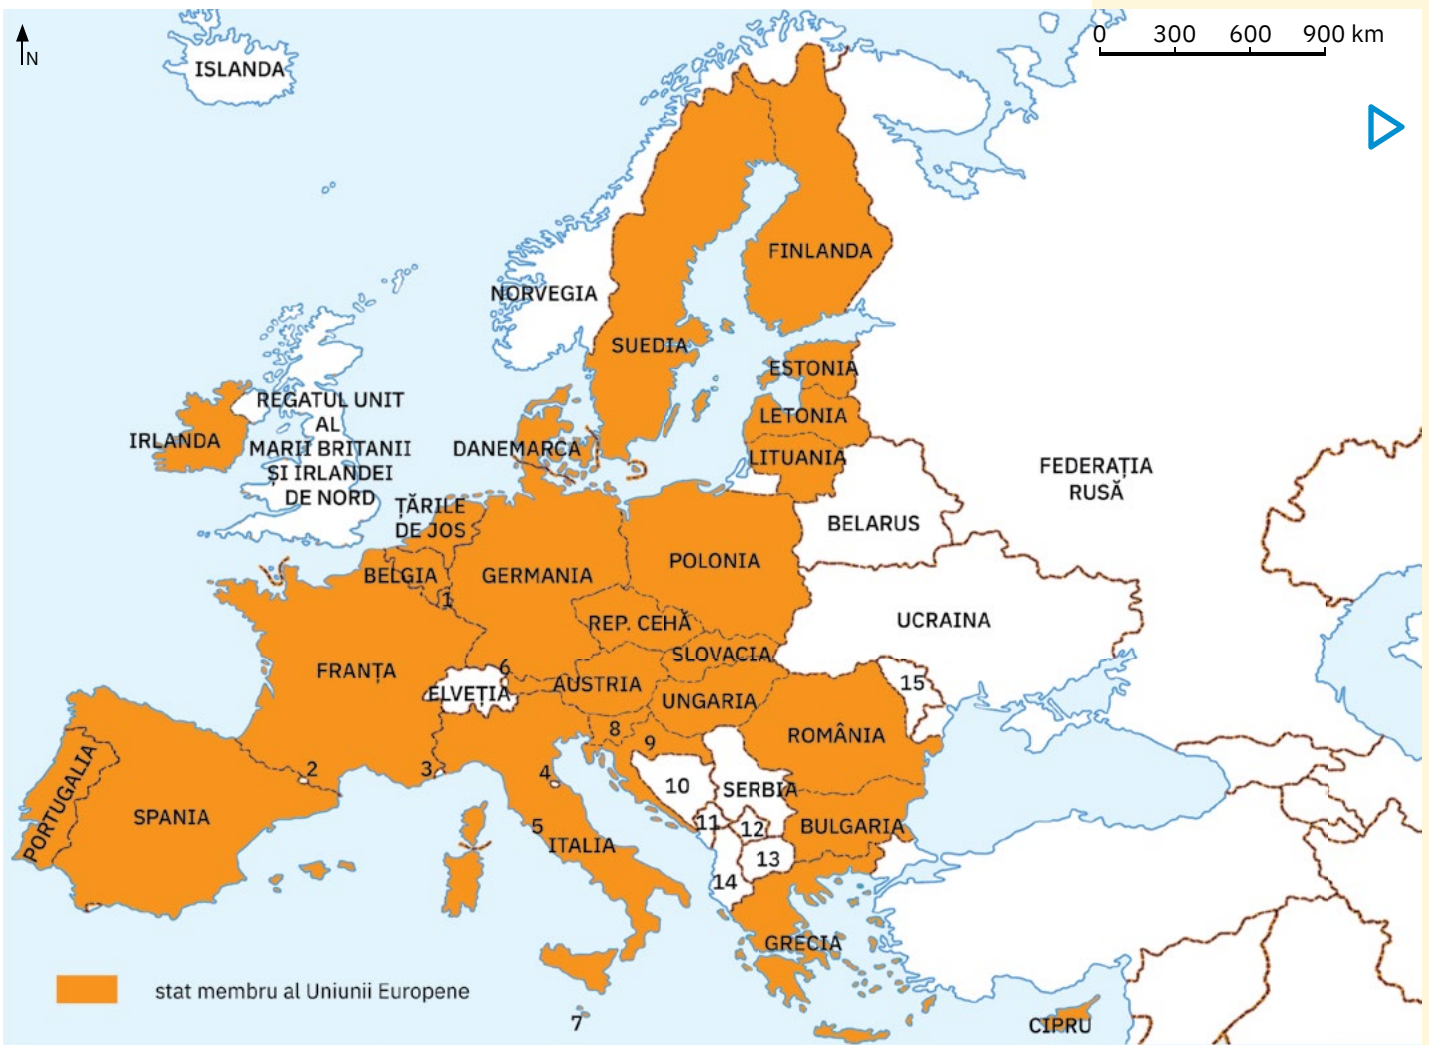 N
0 300 600 900 km
ISLANDA
NORVEGIA
FINLANDA
SUEDIA
ESTONIA
LETONIA
LITUANIA
REGATUL UNIT
AL
MARII BRITANII
ȘI IRLANDEI
DE NORD
IRLANDA
DANEMARCA
FEDERAȚIA
RUSĂ
ȚĂRILE
DE JOS
BELARUS
BELGIA
GERMANIA
POLONIA
1
REP. CEHĂ
UCRAINA
SLOVACIA
FRANȚA
6
ELVEȚIA
AUSTRIA
UNGARIA
15
8
9
ROMÂNIA
2
3
4
10
SERBIA
PORTUGALIA
SPANIA
5
ITALIA
11
12
BULGARIA
13
14
GRECIA
stat membru al Uniunii Europene
7
CIPRU